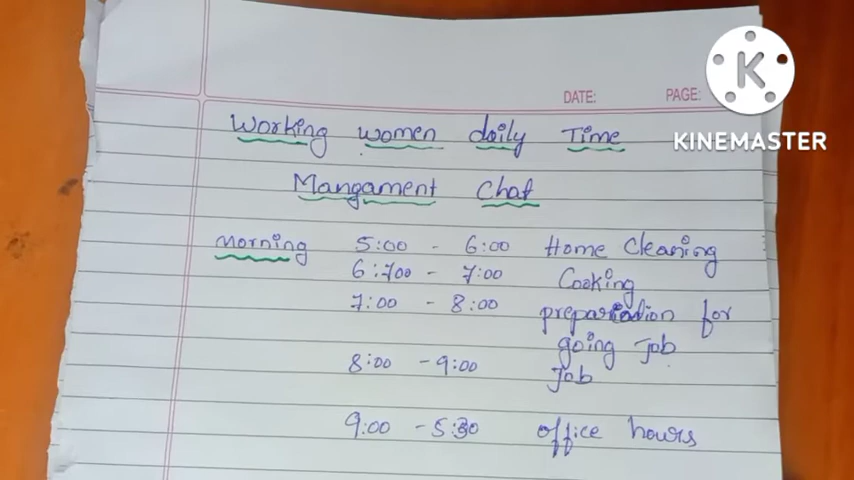 DATE: PAGE:
K
KINEMASTER
Working women daily Time
Mangament Chat
Morning 5:00 - 6:00 Home Cleaning
6:700 - 7:00 Cooking
7:00 - 8:00 preparation for
going Job
8:00 - 9:00 Job
9:00 - 5:30 office hours